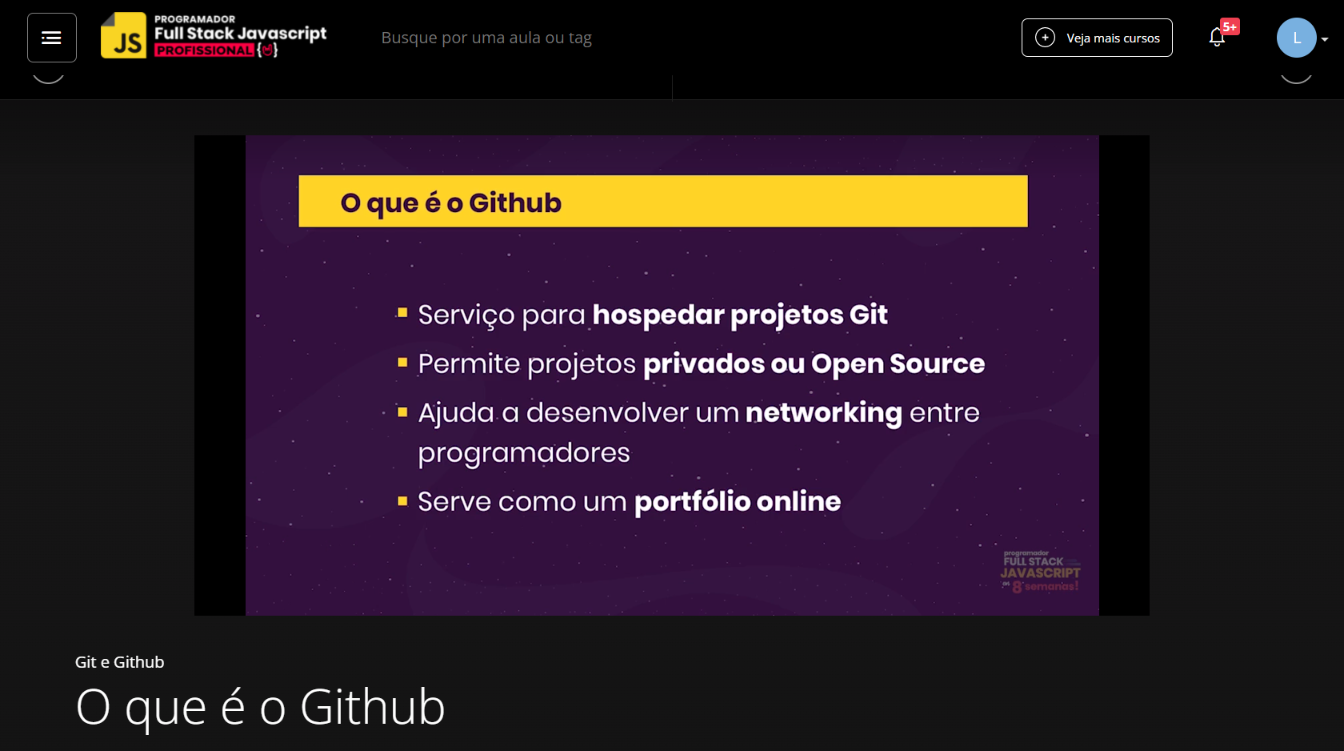 JS
PROGRAMADOR
Full Stack Javascript
PROFISSIONAL {}
Busque por uma aula ou tag
Veja mais cursos
5+
L
O que é o Github
Serviço para hospedar projetos Git
Permite projetos privados ou Open Source
Ajuda a desenvolver um networking entre
programadores
Serve como um portfólio online
programador
FULL STACK
JAVASCRIPT
em 8 semanas!
Git e Github
O que é o Github